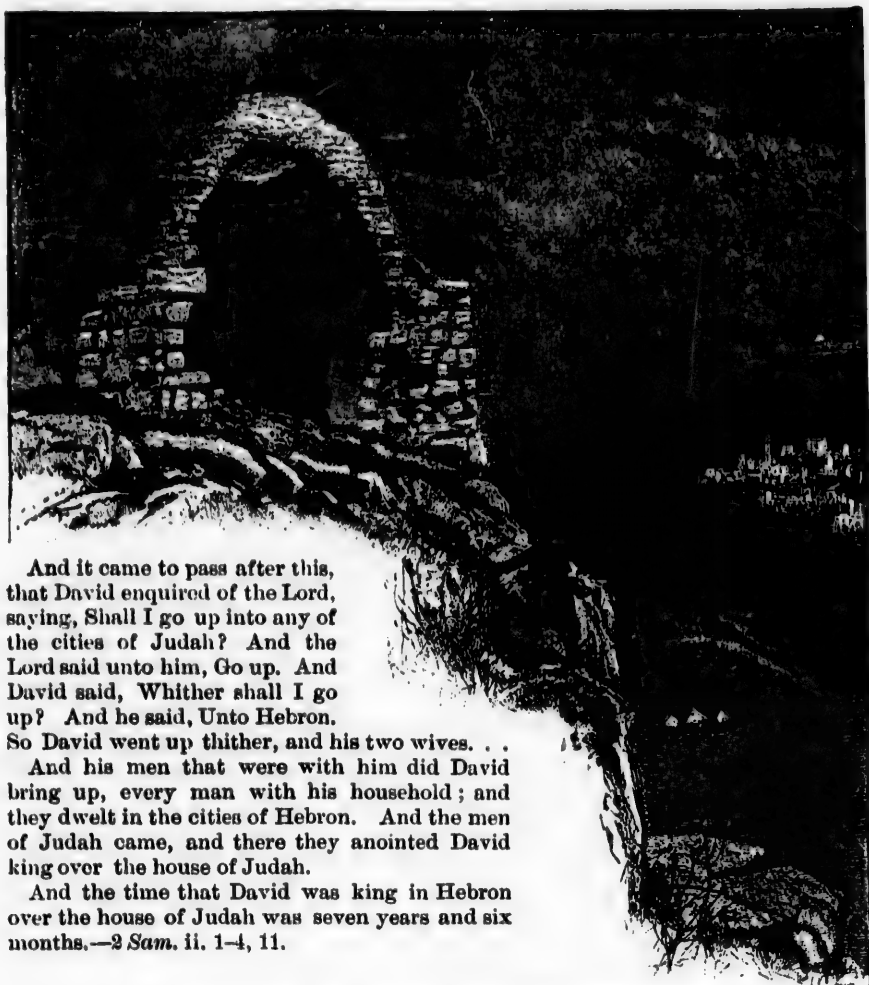 And it came to pass after this,
that David enquired of the Lord,
saying, Shall I go up into any of
the cities of Judah? And the
Lord said unto him, Go up. And
David said, Whither shall I go
up? And he said, Unto Hebron.
So David went up thither, and his two wives. . .
And his men that were with him did David
bring up, every man with his household; and
they dwelt in the cities of Hebron. And the men
of Judah came, and there they anointed David
king over the house of Judah.
And the time that David was king in Hebron
over the house of Judah was seven years and six
months.—2 Sam. ii. 1–4, 11.